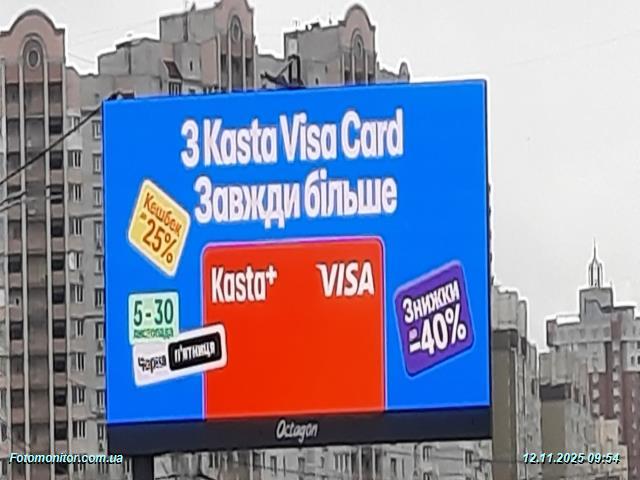 З Kasta Visa Card
Завжди більше
Кешбек
до 25%
Kasta+
VISA
Знижки
до -40%
5-30
листопада
Чорна п'ятниця
Octagon
Fotomonitor.com.ua
12.11.2025 09:54